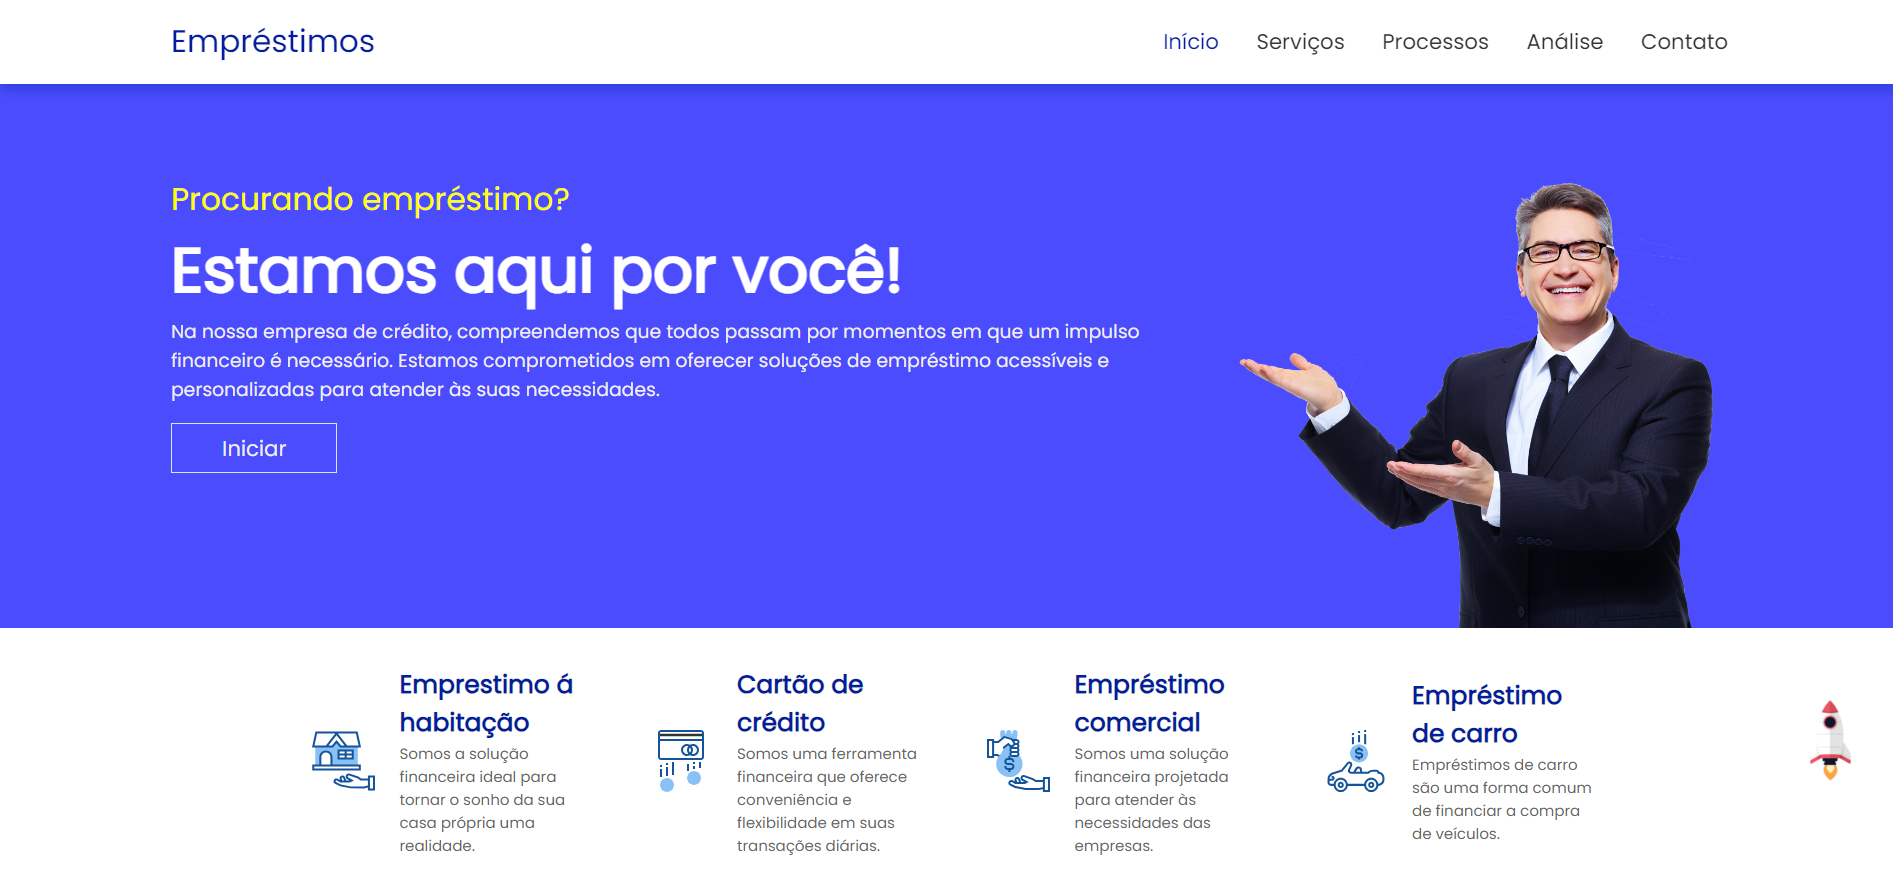 Empréstimos
Início Serviços Processos Análise Contato
Procurando empréstimo?
Estamos aqui por você!
Na nossa empresa de crédito, compreendemos que todos passam por momentos em que um impulso
financeiro é necessário. Estamos comprometidos em oferecer soluções de empréstimo acessíveis e
personalizadas para atender às suas necessidades.
Iniciar
Emprestimo á
habitação
Somos a solução
financeira ideal para
tornar o sonho da sua
casa própria uma
realidade.
Cartão de
crédito
Somos uma ferramenta
financeira que oferece
conveniência e
flexibilidade em suas
transações diárias.
Empréstimo
comercial
Somos uma solução
financeira projetada
para atender às
necessidades das
empresas.
Empréstimo
de carro
Empréstimos de carro
são uma forma comum
de financiar a compra
de veículos.